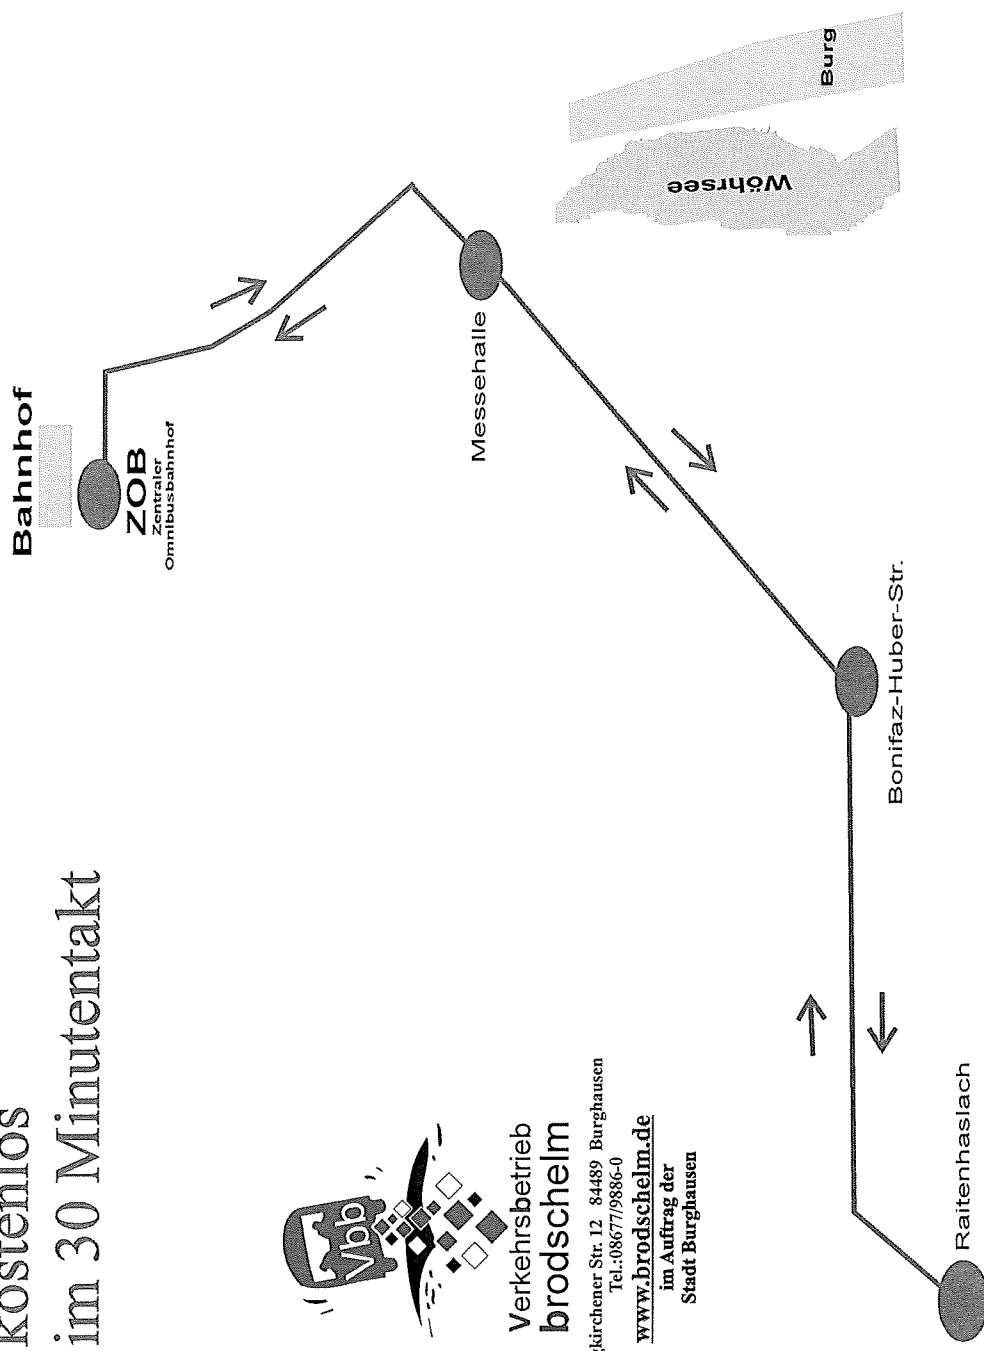 kostenlos
im 30 Minutentakt
Bahnhof
ZOB
Zentraler
Omnibusbahnhof
Messehalle
Wöhrsee
Burg
Bonifaz-Huber-Str.
Raitenhaslach
Vbb
Verkehrsbetrieb
brodschelm
Str. 12 84489 Burghausen
Tel.:08677/9886-0
www.brodschelm.de
im Auftrag der
Stadt Burghausen